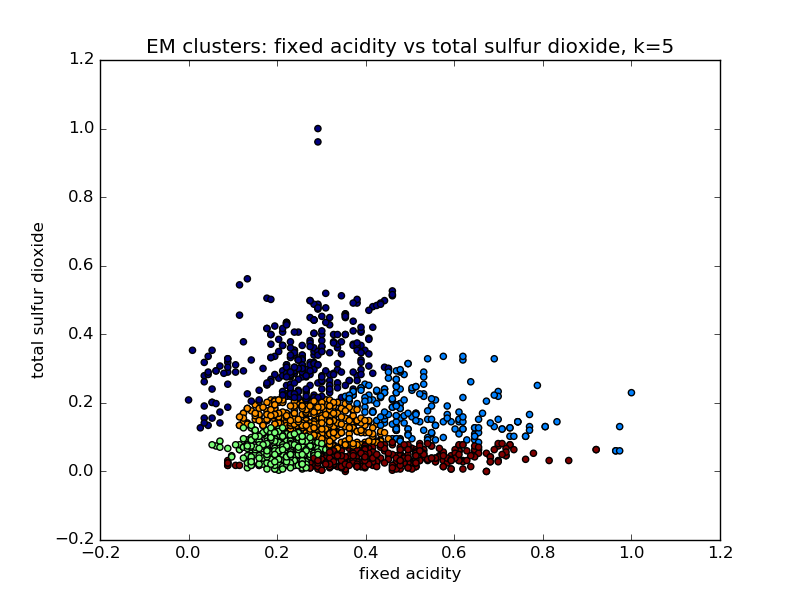 EM clusters: fixed acidity vs total sulfur dioxide, k=5
1.2
1.0
0.8
0.6
0.4
0.2
0.0
−0.2
total sulfur dioxide
−0.2 0.0 0.2 0.4 0.6 0.8 1.0 1.2
fixed acidity